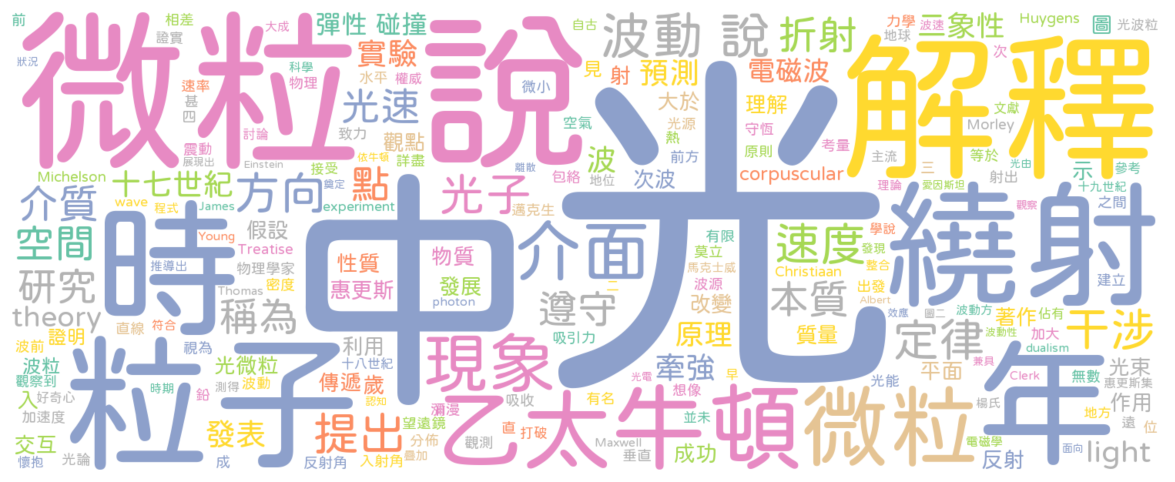 前 相差 彈性 碰撞 自古 波動 說 折射 力學 波速 二象性 Huygens 圖 光波粒
狀況 證實 大成 實驗 見 射 預測 電磁波 地球 次
微粒 說 光 解釋
科學 物理 水平 權威 微小 大於 理解 文獻
速率 甚 四 光速 致力 空氣 光源 守恆 考量 Morley
震動 討論 觀點 熱 前方 原則 主流 等於
展現出 Einstein 接受 依牛頓 詳盡 波 包絡 地位 次波 corpuscular 三 射出 光由 示 參考
Michelson 十七世紀 方向 點 奠定 光子 離散 理論 愛因斯坦 十九世紀
介質 wave 程式 James experiment 邁克生 觀察 之間
空間 時 中 Young 假設 Treatise 物質 介面 有限 莫立 速度 學說 發現 繞射
推導出 物理學家 性質 發展 波源 馬克士威 Christiaan 整合
研究 稱為 Thomas 密度 惠更斯 photon 遵守 二 改變 本質 出發 Albert 建立
theory 直線 符合 吸引力 原理 質量 效應 圖二 波動方 著作 佔有 干涉
證明 利用 定律 波動性 加大 dualism
波前 視為 十八世紀 現象 牽強 兼具 無數 光束
波粒 粒子 光微粒 傳遞 歲 光電 早 光能 平面 年 惠更斯集
觀察到 入 好奇心 時期 測得 波動 認知 吸收 想像 Clerk 作用
加速度 鉛 瀰漫 乙太 有名 牛頓 微粒 楊氏 地方 遠 位
交互 發表 提出 望遠鏡 直 打破 並未 電磁學
懷抱 光論 成 反射角 分佈 入射角 疊加 觀測 Maxwell 垂直 成功 反射 面向 light